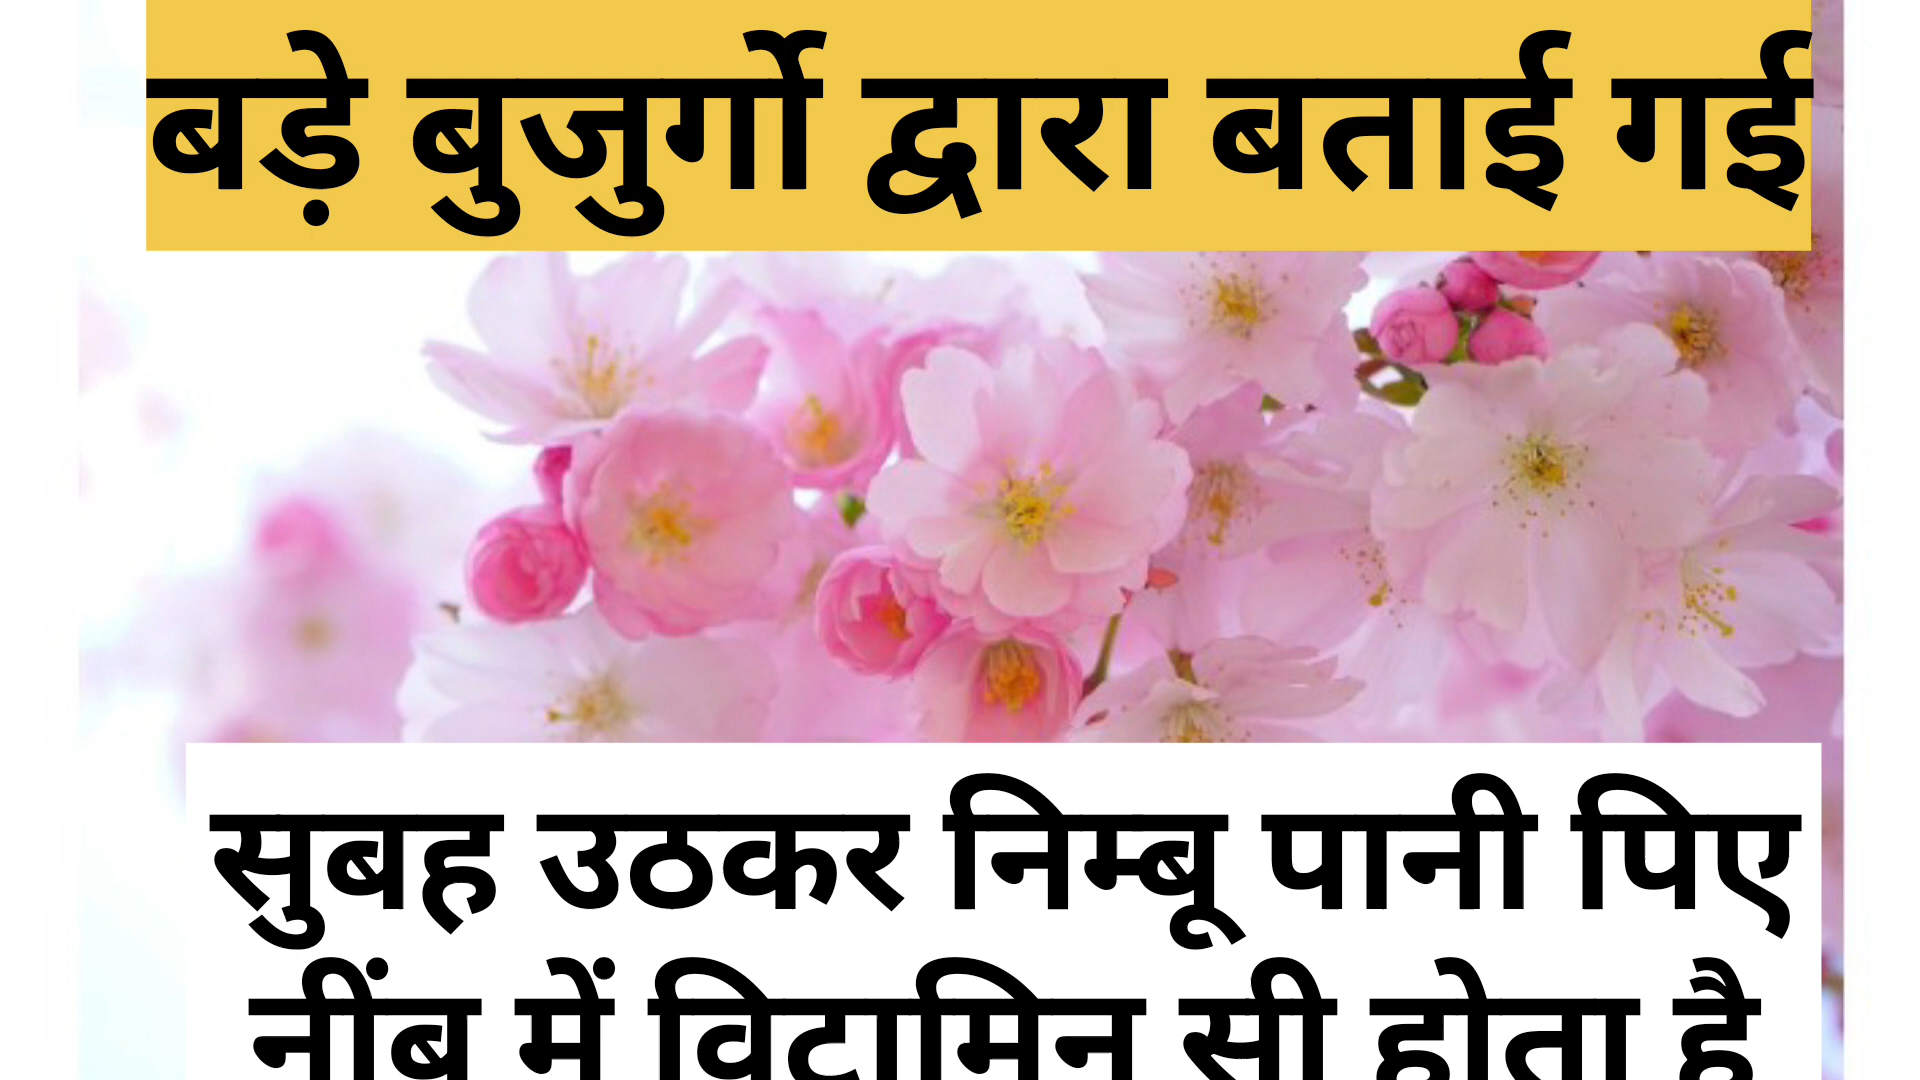 बड़े बुजुर्गो द्वारा बताई गई
सुबह उठकर निम्बू पानी पिए
में विटामिन सी होता है